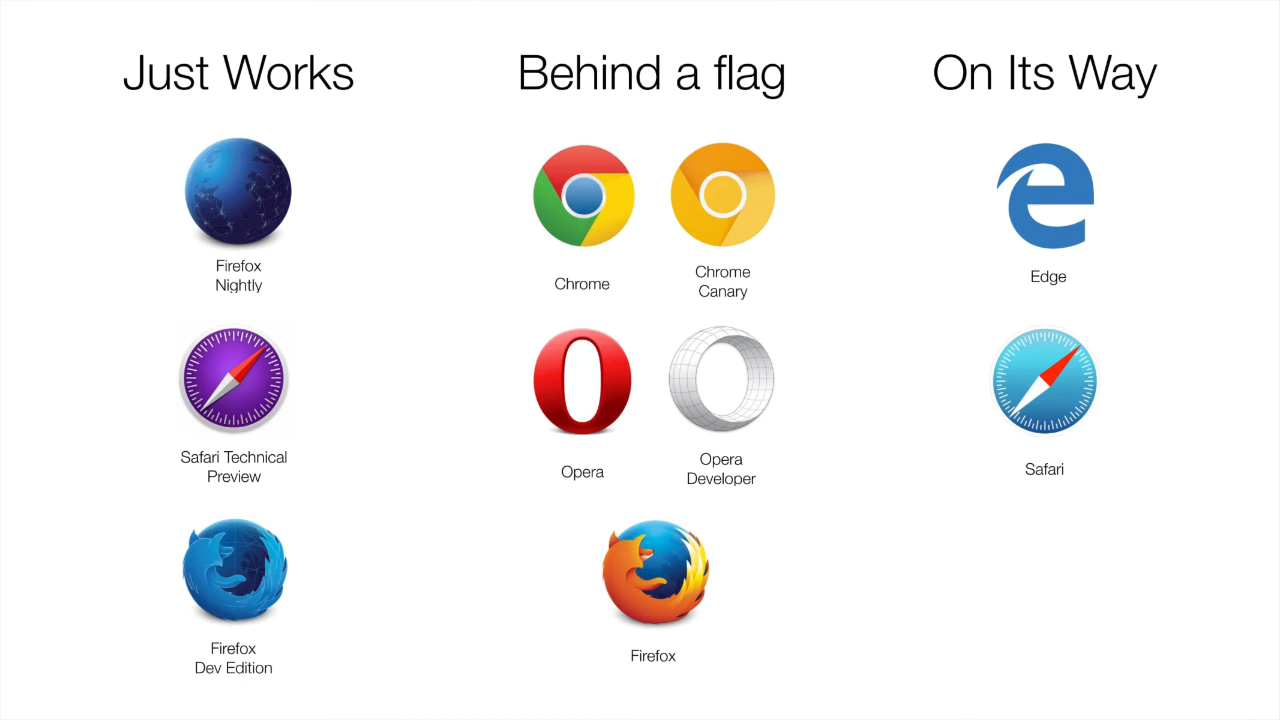 Just Works
Behind a flag
On Its Way
Firefox
Nightly
Chrome
Chrome
Canary
Edge
Safari Technical
Preview
Opera
Opera
Developer
Safari
Firefox
Dev Edition
Firefox